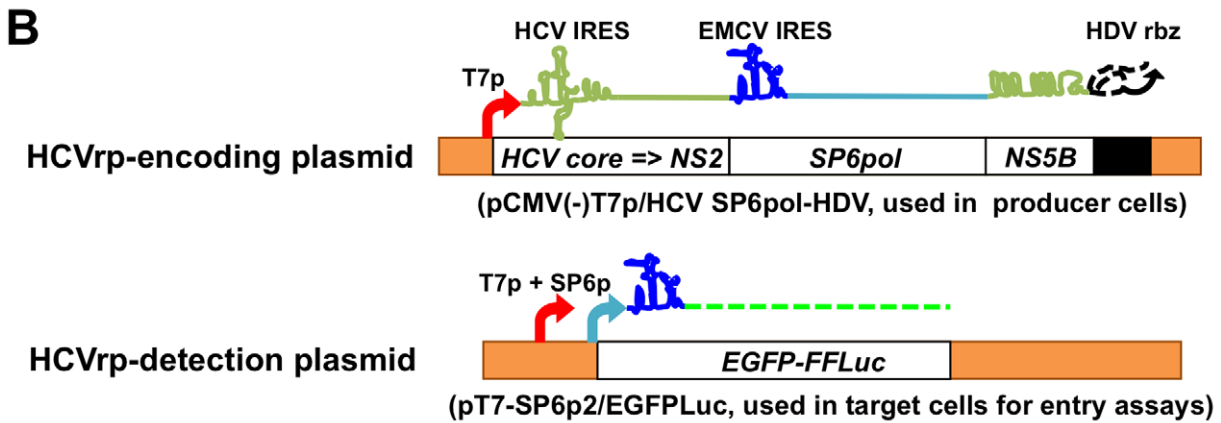 B
HCV IRES EMCV IRES HDV rbz
T7p
HCVrp-encoding plasmid
HCV core => NS2 SP6pol NS5B
(pCMV(-)T7p/HCV SP6pol-HDV, used in producer cells)
T7p + SP6p
HCVrp-detection plasmid
EGFP-FFLuc
(pT7-SP6p2/EGFPLuc, used in target cells for entry assays)